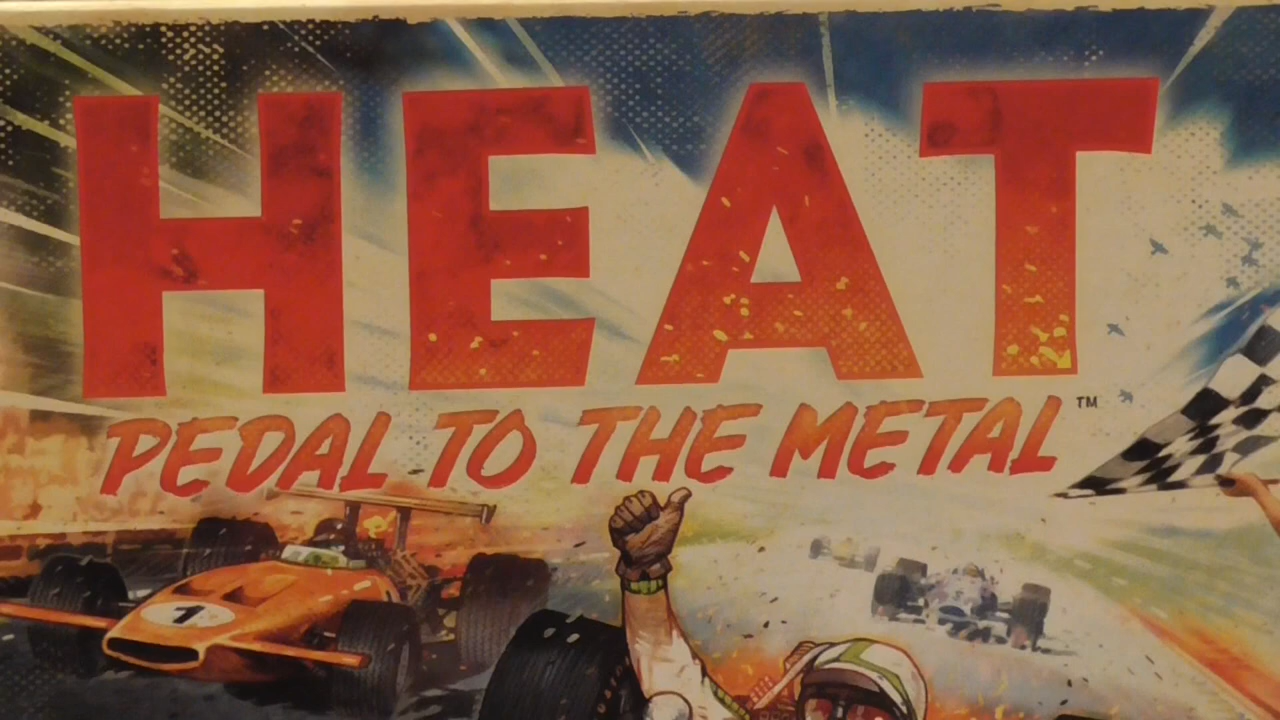 HEAT
PEDAL TO THE METAL™
1